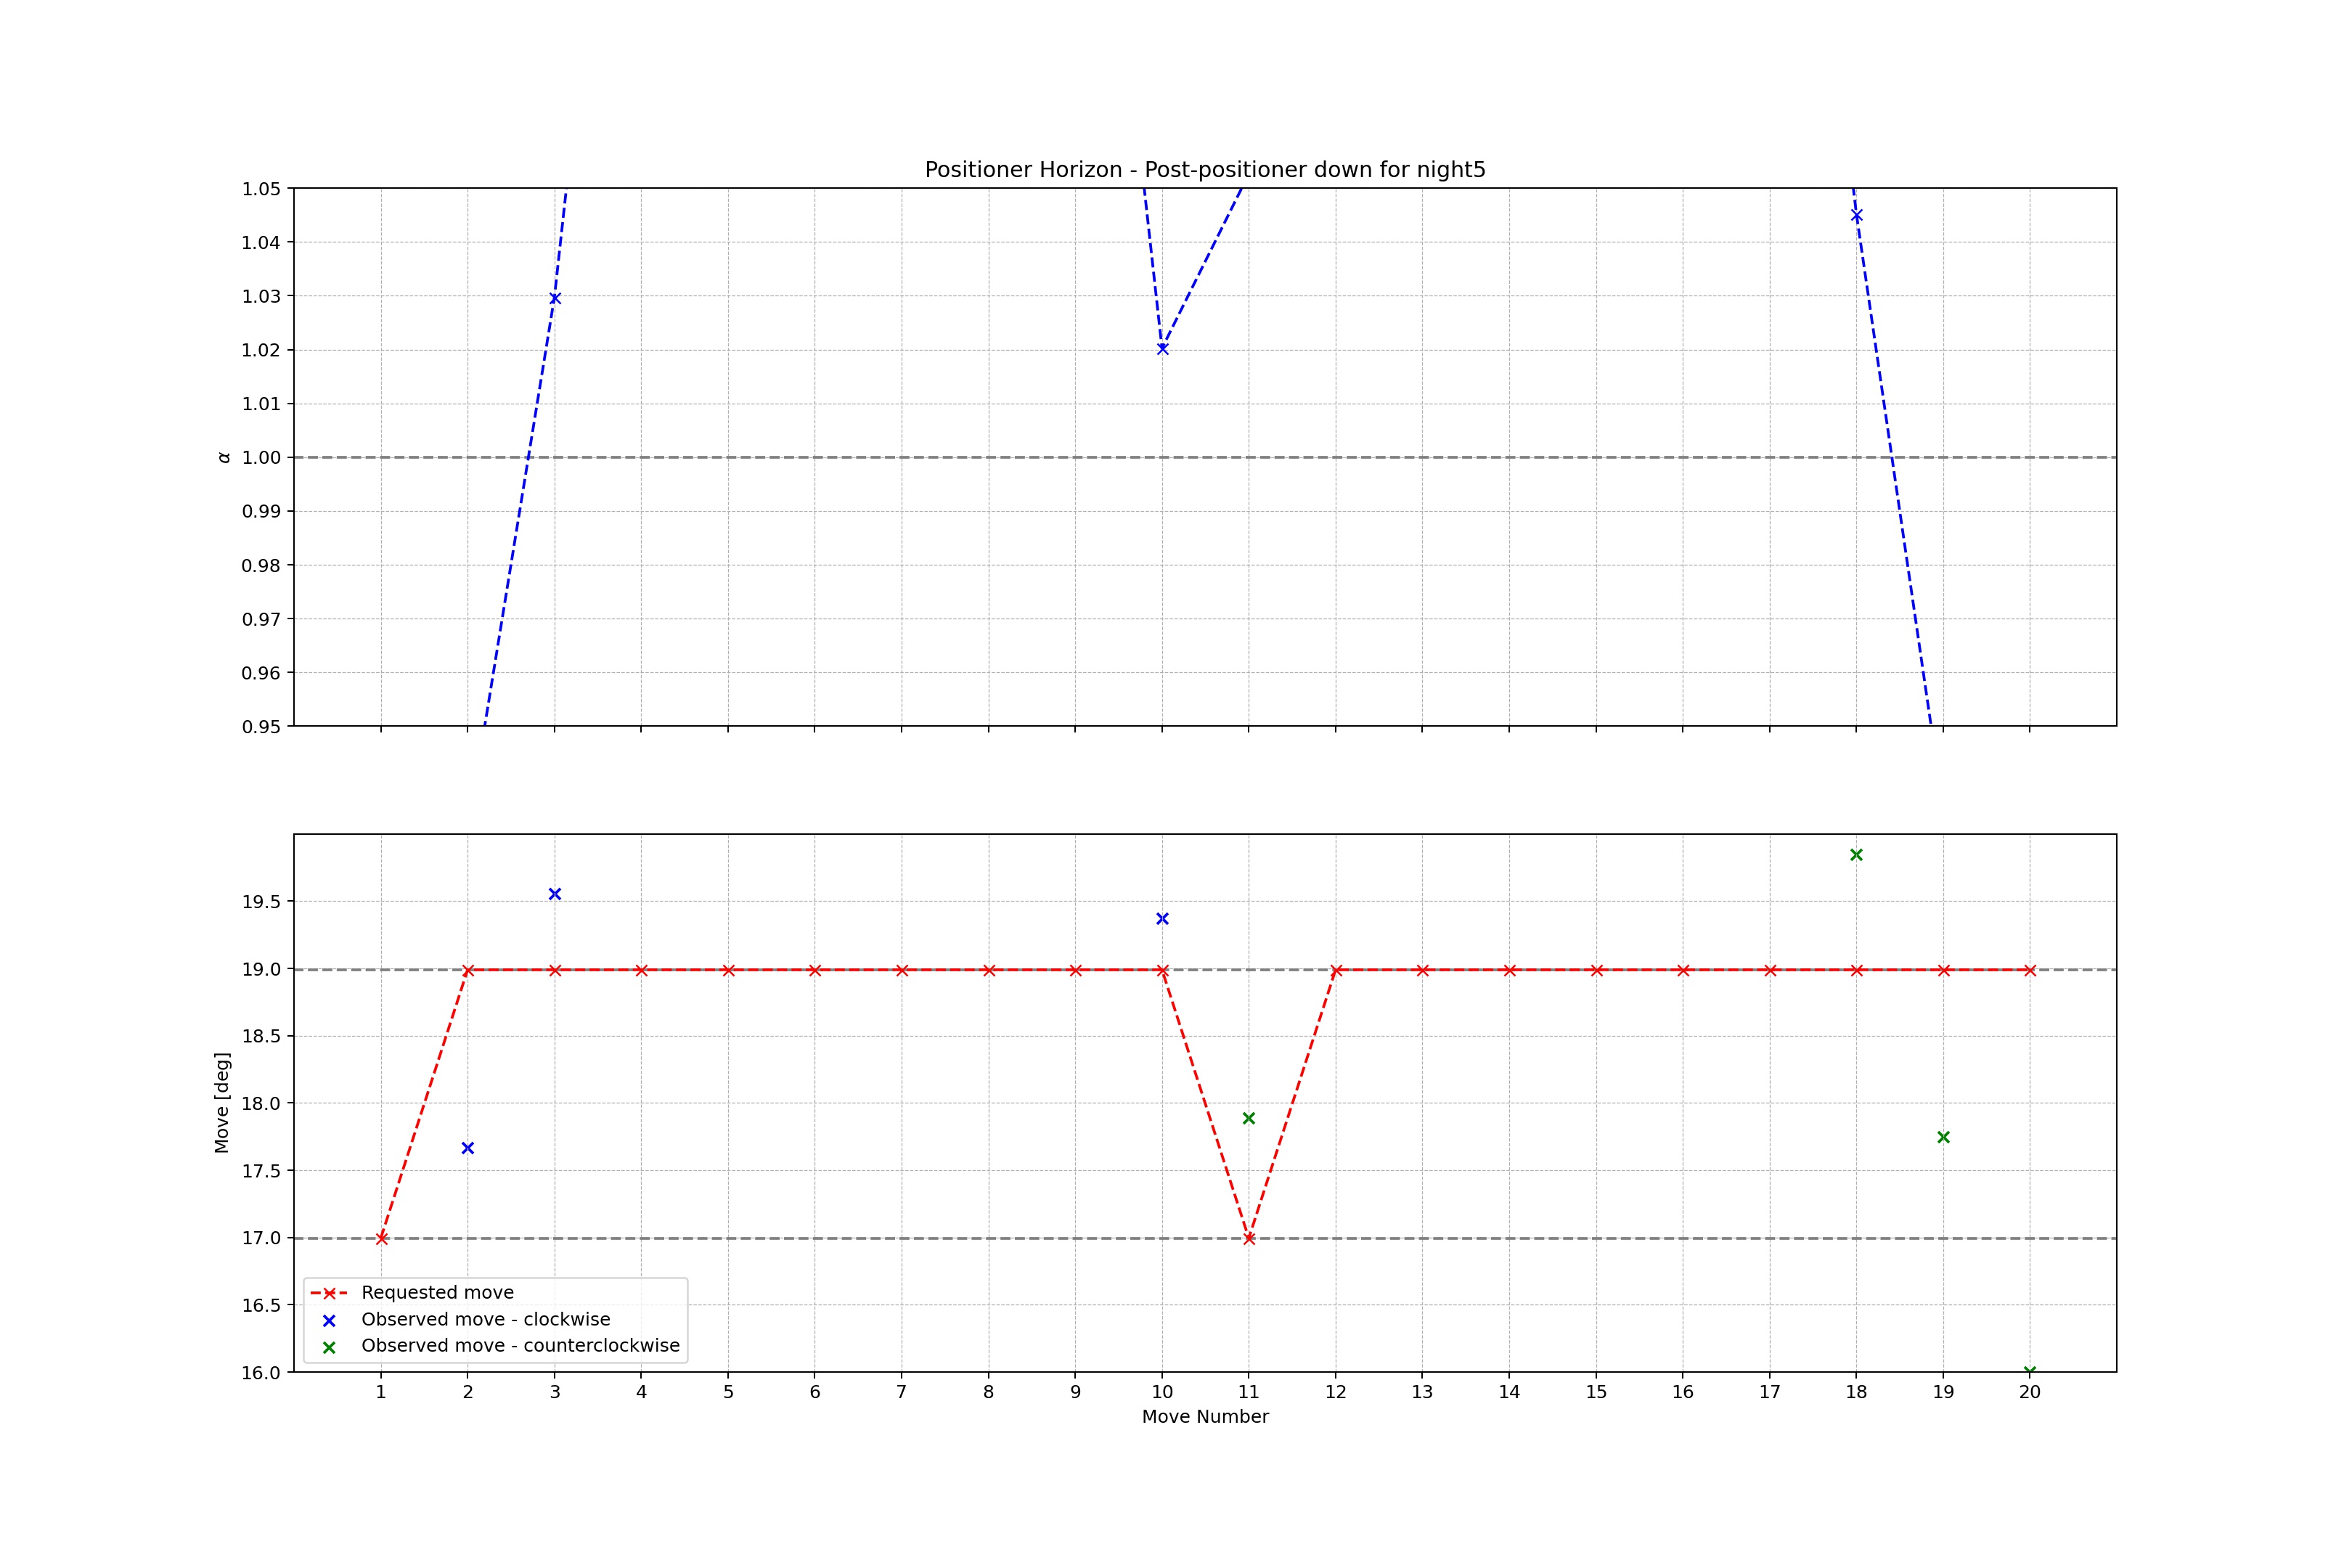 Positioner Horizon - Post-positioner down for night5
1.05
1.04
1.03
1.02
1.01
1.00
0.99
0.98
0.97
0.96
0.95
α
19.5
19.0
18.5
18.0
17.5
17.0
16.5
16.0
Move [deg]
Requested move
Observed move - clockwise
Observed move - counterclockwise
1 2 3 4 5 6 7 8 9 10 11 12 13 14 15 16 17 18 19 20
Move Number